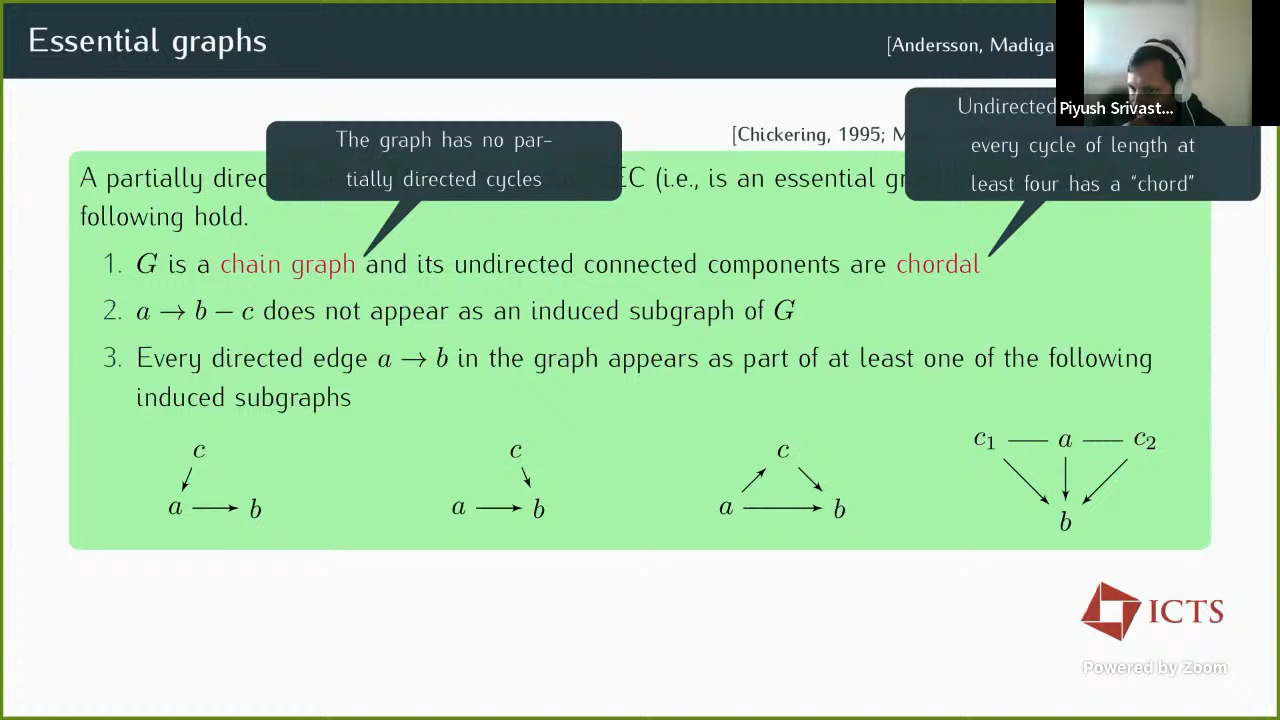 Essential graphs
[Andersson, Madiga
Piyush Srivast...
[Chickering, 1995; M
The graph has no par-
tially directed cycles
Undirected
every cycle of length at
least four has a “chord”
A partially direc EC (i.e., is an essential gr
following hold.
1. G is a chain graph and its undirected connected components are chordal
2. a → b − c does not appear as an induced subgraph of G
3. Every directed edge a → b in the graph appears as part of at least one of the following
induced subgraphs
c c c c₁ a c₂
a b a b a b b
ICTS
Powered by Zoom